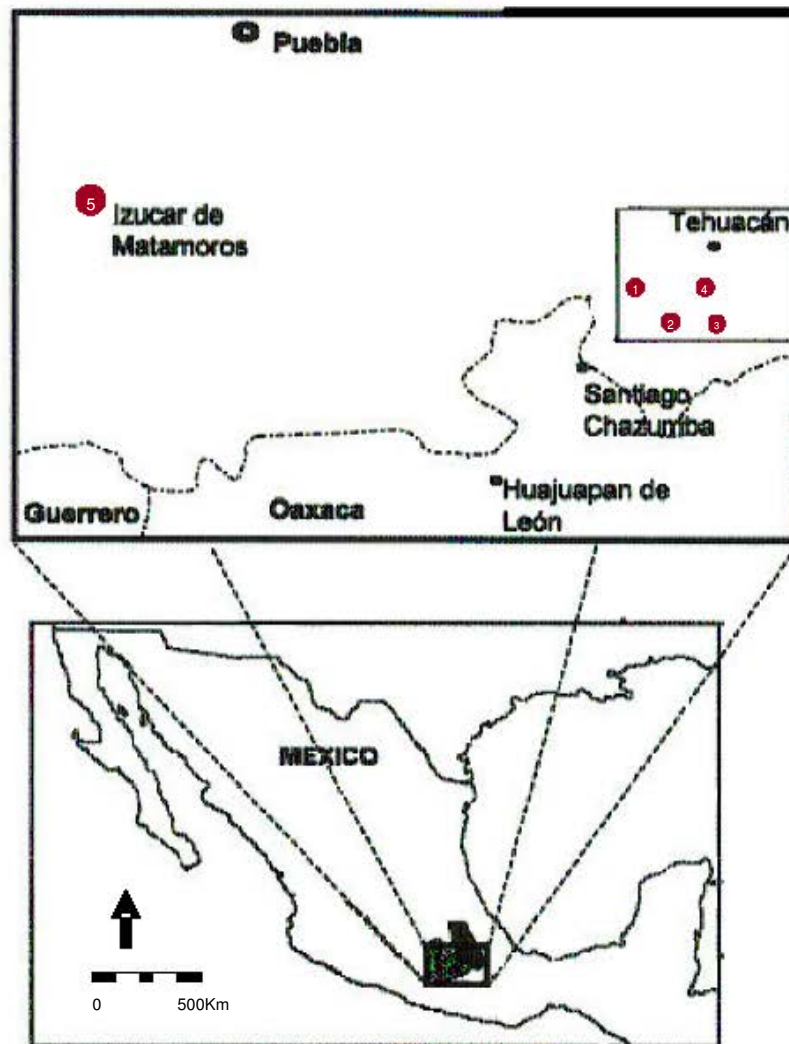 Puebla
5
Izucar de
Matamoros
Tehuacán
1
4
2
3
Santiago
Chazumba
Huajuapan de
León
Guerrero
Oaxaca
MEXICO
0 500Km